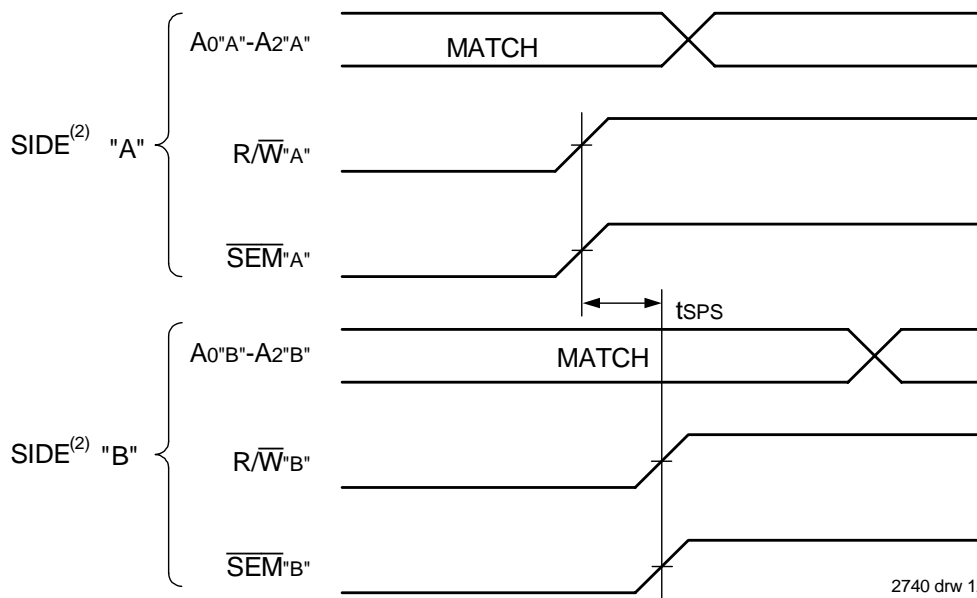 A0"A"-A2"A"
MATCH
SIDE(2) "A"
R/W"A"
SEM"A"
tSPS
A0"B"-A2"B"
MATCH
SIDE(2) "B"
R/W"B"
SEM"B"
2740 drw 1